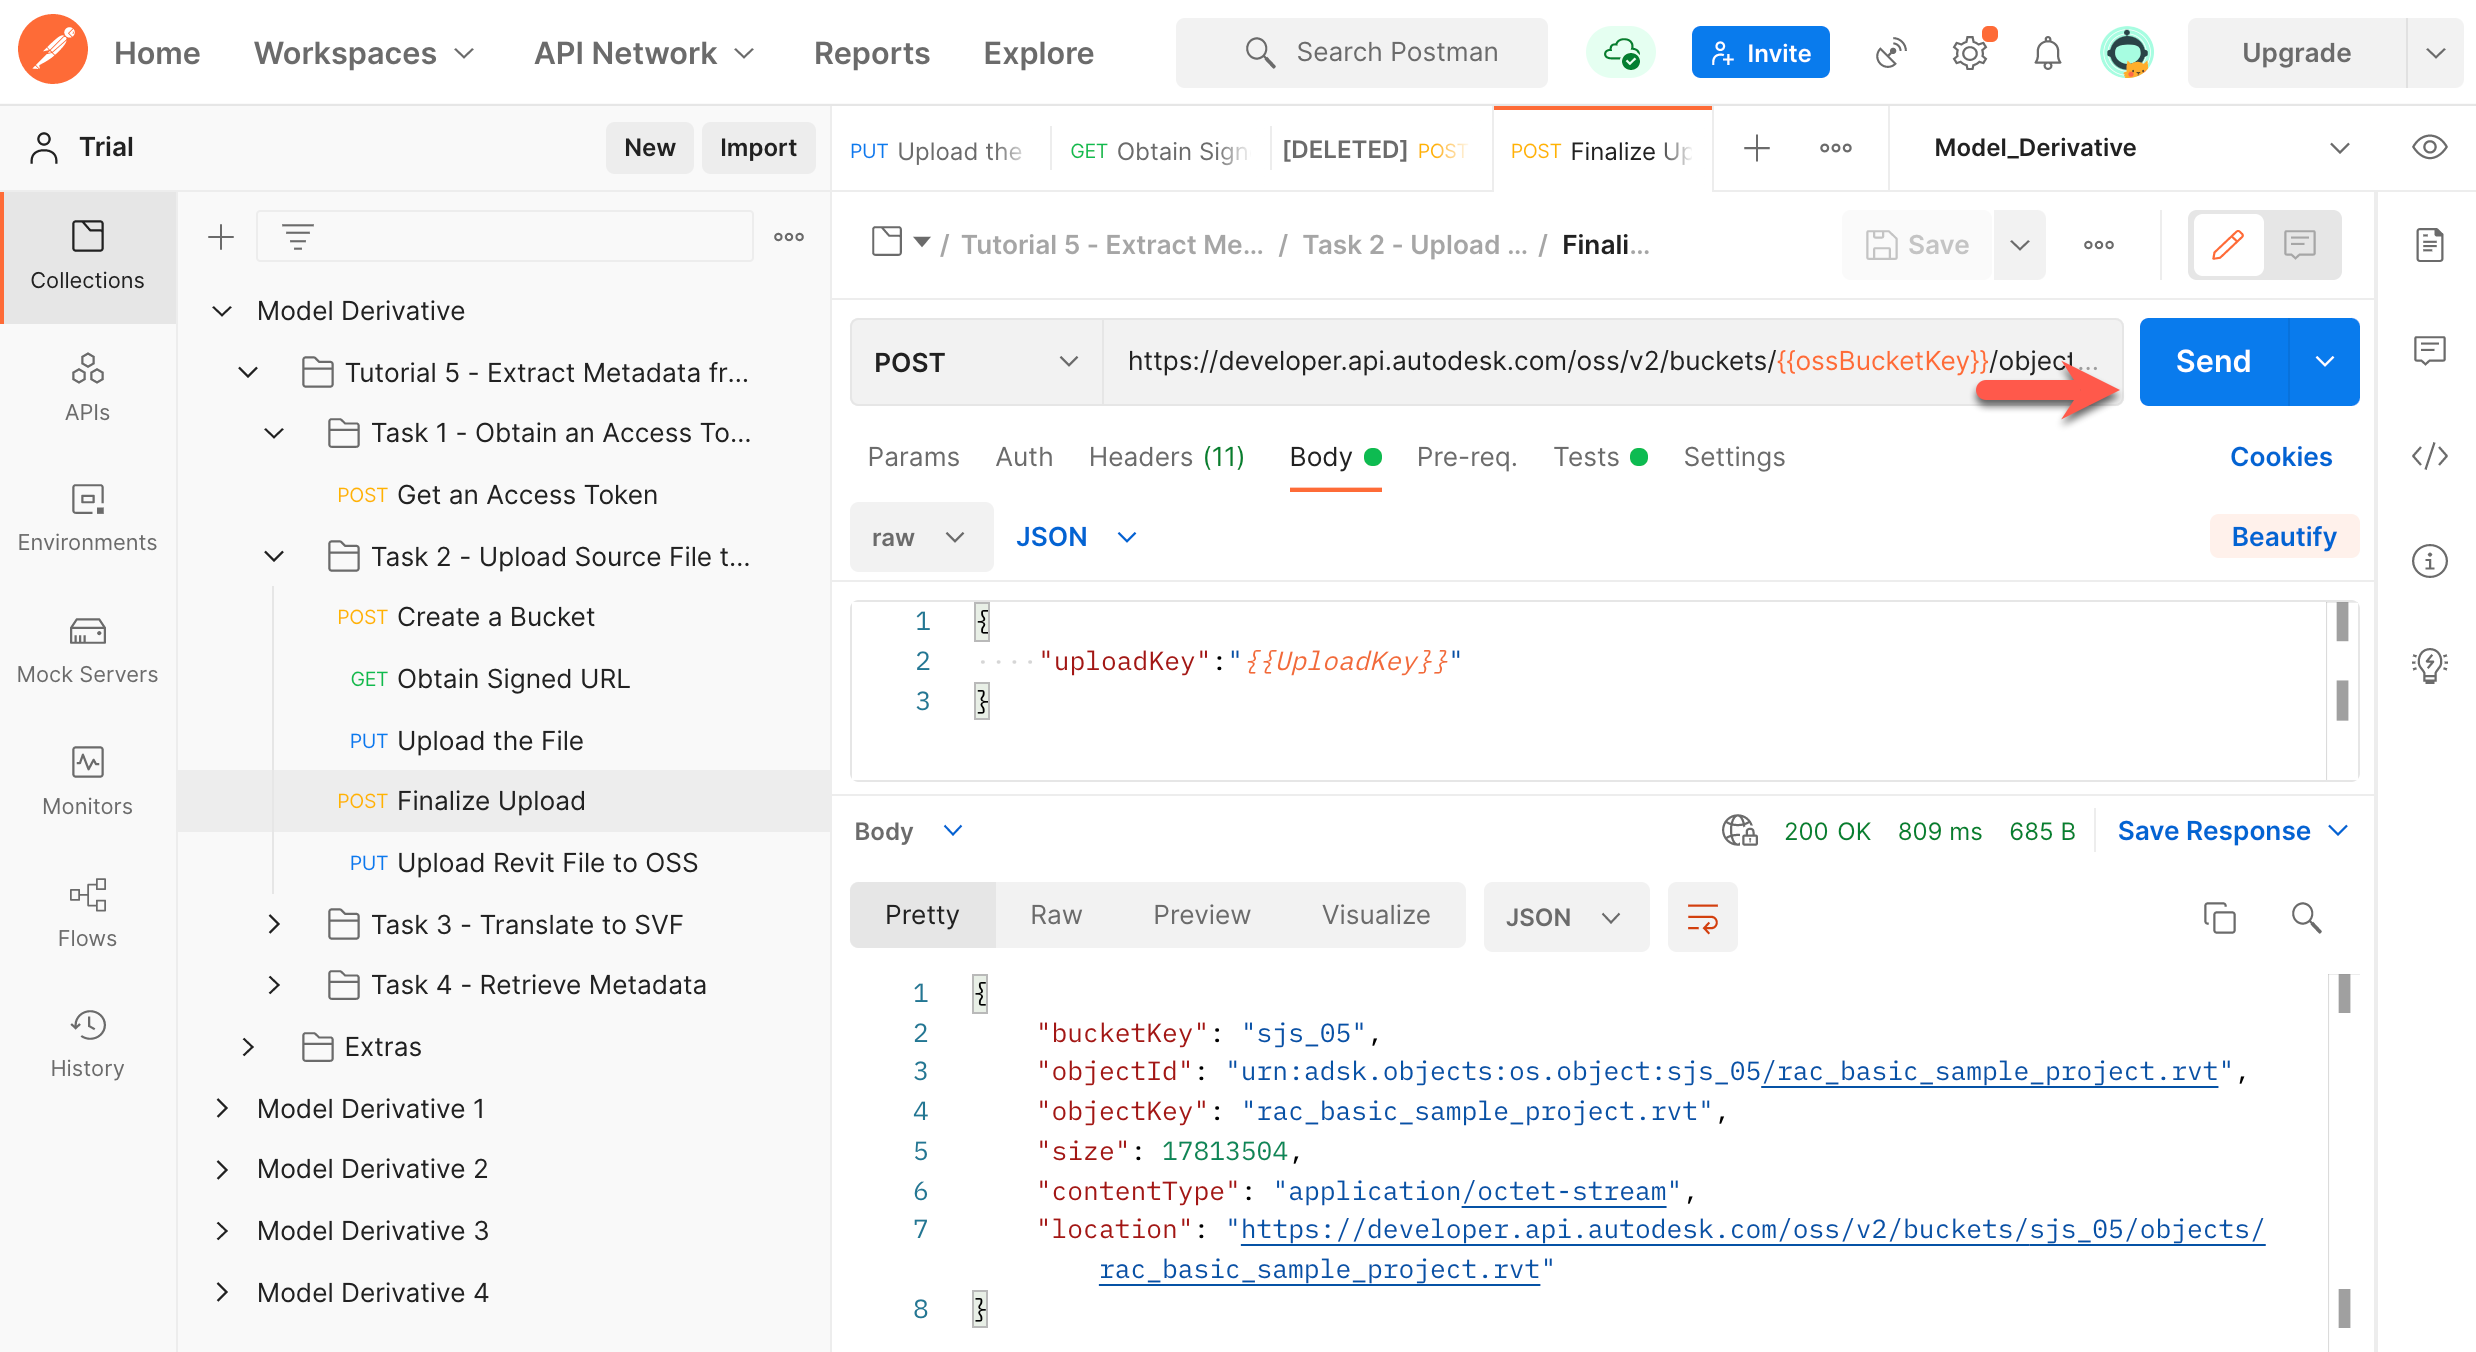 Home
Workspaces
API Network
Reports
Explore
Search Postman
Invite
Upgrade
Trial
New
Import
PUT Upload the
GET Obtain Sign
[DELETED] POST
POST Finalize Up
Model_Derivative
Collections
APIs
Environments
Mock Servers
Monitors
Flows
History
Model Derivative
Tutorial 5 - Extract Metadata fr...
Task 1 - Obtain an Access To...
POST Get an Access Token
Task 2 - Upload Source File t...
POST Create a Bucket
GET Obtain Signed URL
PUT Upload the File
POST Finalize Upload
PUT Upload Revit File to OSS
Task 3 - Translate to SVF
Task 4 - Retrieve Metadata
Extras
Model Derivative 1
Model Derivative 2
Model Derivative 3
Model Derivative 4
/ Tutorial 5 - Extract Me... / Task 2 - Upload ... / Finali...
Save
POST
https://developer.api.autodesk.com/oss/v2/buckets/{{ossBucketKey}}/object...
Send
Params
Auth
Headers (11)
Body
Pre-req.
Tests
Settings
Cookies
raw
JSON
Beautify
1 {
2 "uploadKey":"{{UploadKey}}"
3 }
Body
200 OK
809 ms
685 B
Save Response
Pretty
Raw
Preview
Visualize
JSON
1 {
2 "bucketKey": "sjs_05",
3 "objectId": "urn:adsk.objects:os.object:sjs_05/rac_basic_sample_project.rvt",
4 "objectKey": "rac_basic_sample_project.rvt",
5 "size": 17813504,
6 "contentType": "application/octet-stream",
7 "location": "https://developer.api.autodesk.com/oss/v2/buckets/sjs_05/objects/
rac_basic_sample_project.rvt"
8 }